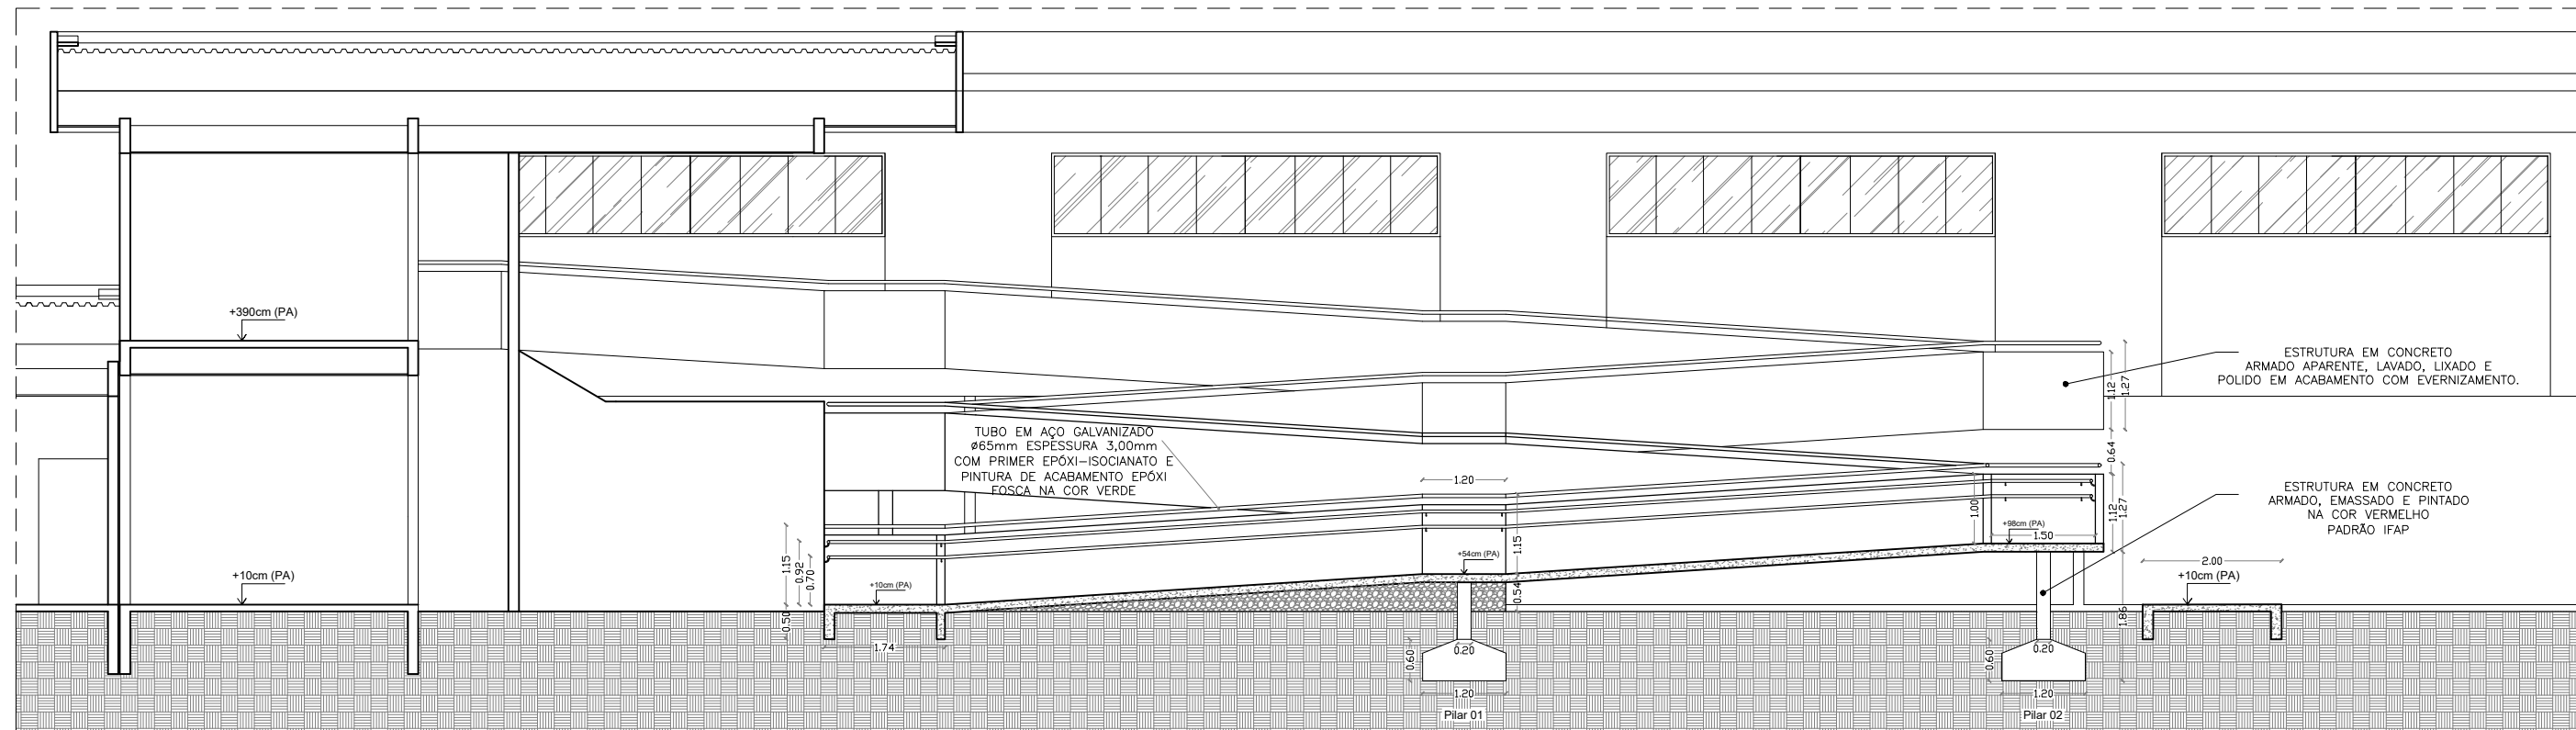 +390cm (PA)
ESTRUTURA EM CONCRETO
ARMADO APARENTE, LAVADO, LIXADO E
POLIDO EM ACABAMENTO COM EVERNIZAMENTO.
1.12
1.27
0.64
TUBO EM AÇO GALVANIZADO
ø65mm ESPESSURA 3,00mm
COM PRIMER EPÓXI-ISOCIANATO E
PINTURA DE ACABAMENTO EPÓXI
FOSCA NA COR VERDE
1.20
ESTRUTURA EM CONCRETO
ARMADO, EMASSADO E PINTADO
NA COR VERMELHO
PADRÃO IFAP
1.00
1.12
1.27
+98cm (PA)
1.50
1.15
+54cm (PA)
0.54
1.15
0.92
0.70
0.50
+10cm (PA)
+10cm (PA)
2.00
+10cm (PA)
1.86
1.74
0.60
0.20
1.20
Pilar 01
0.60
0.20
1.20
Pilar 02